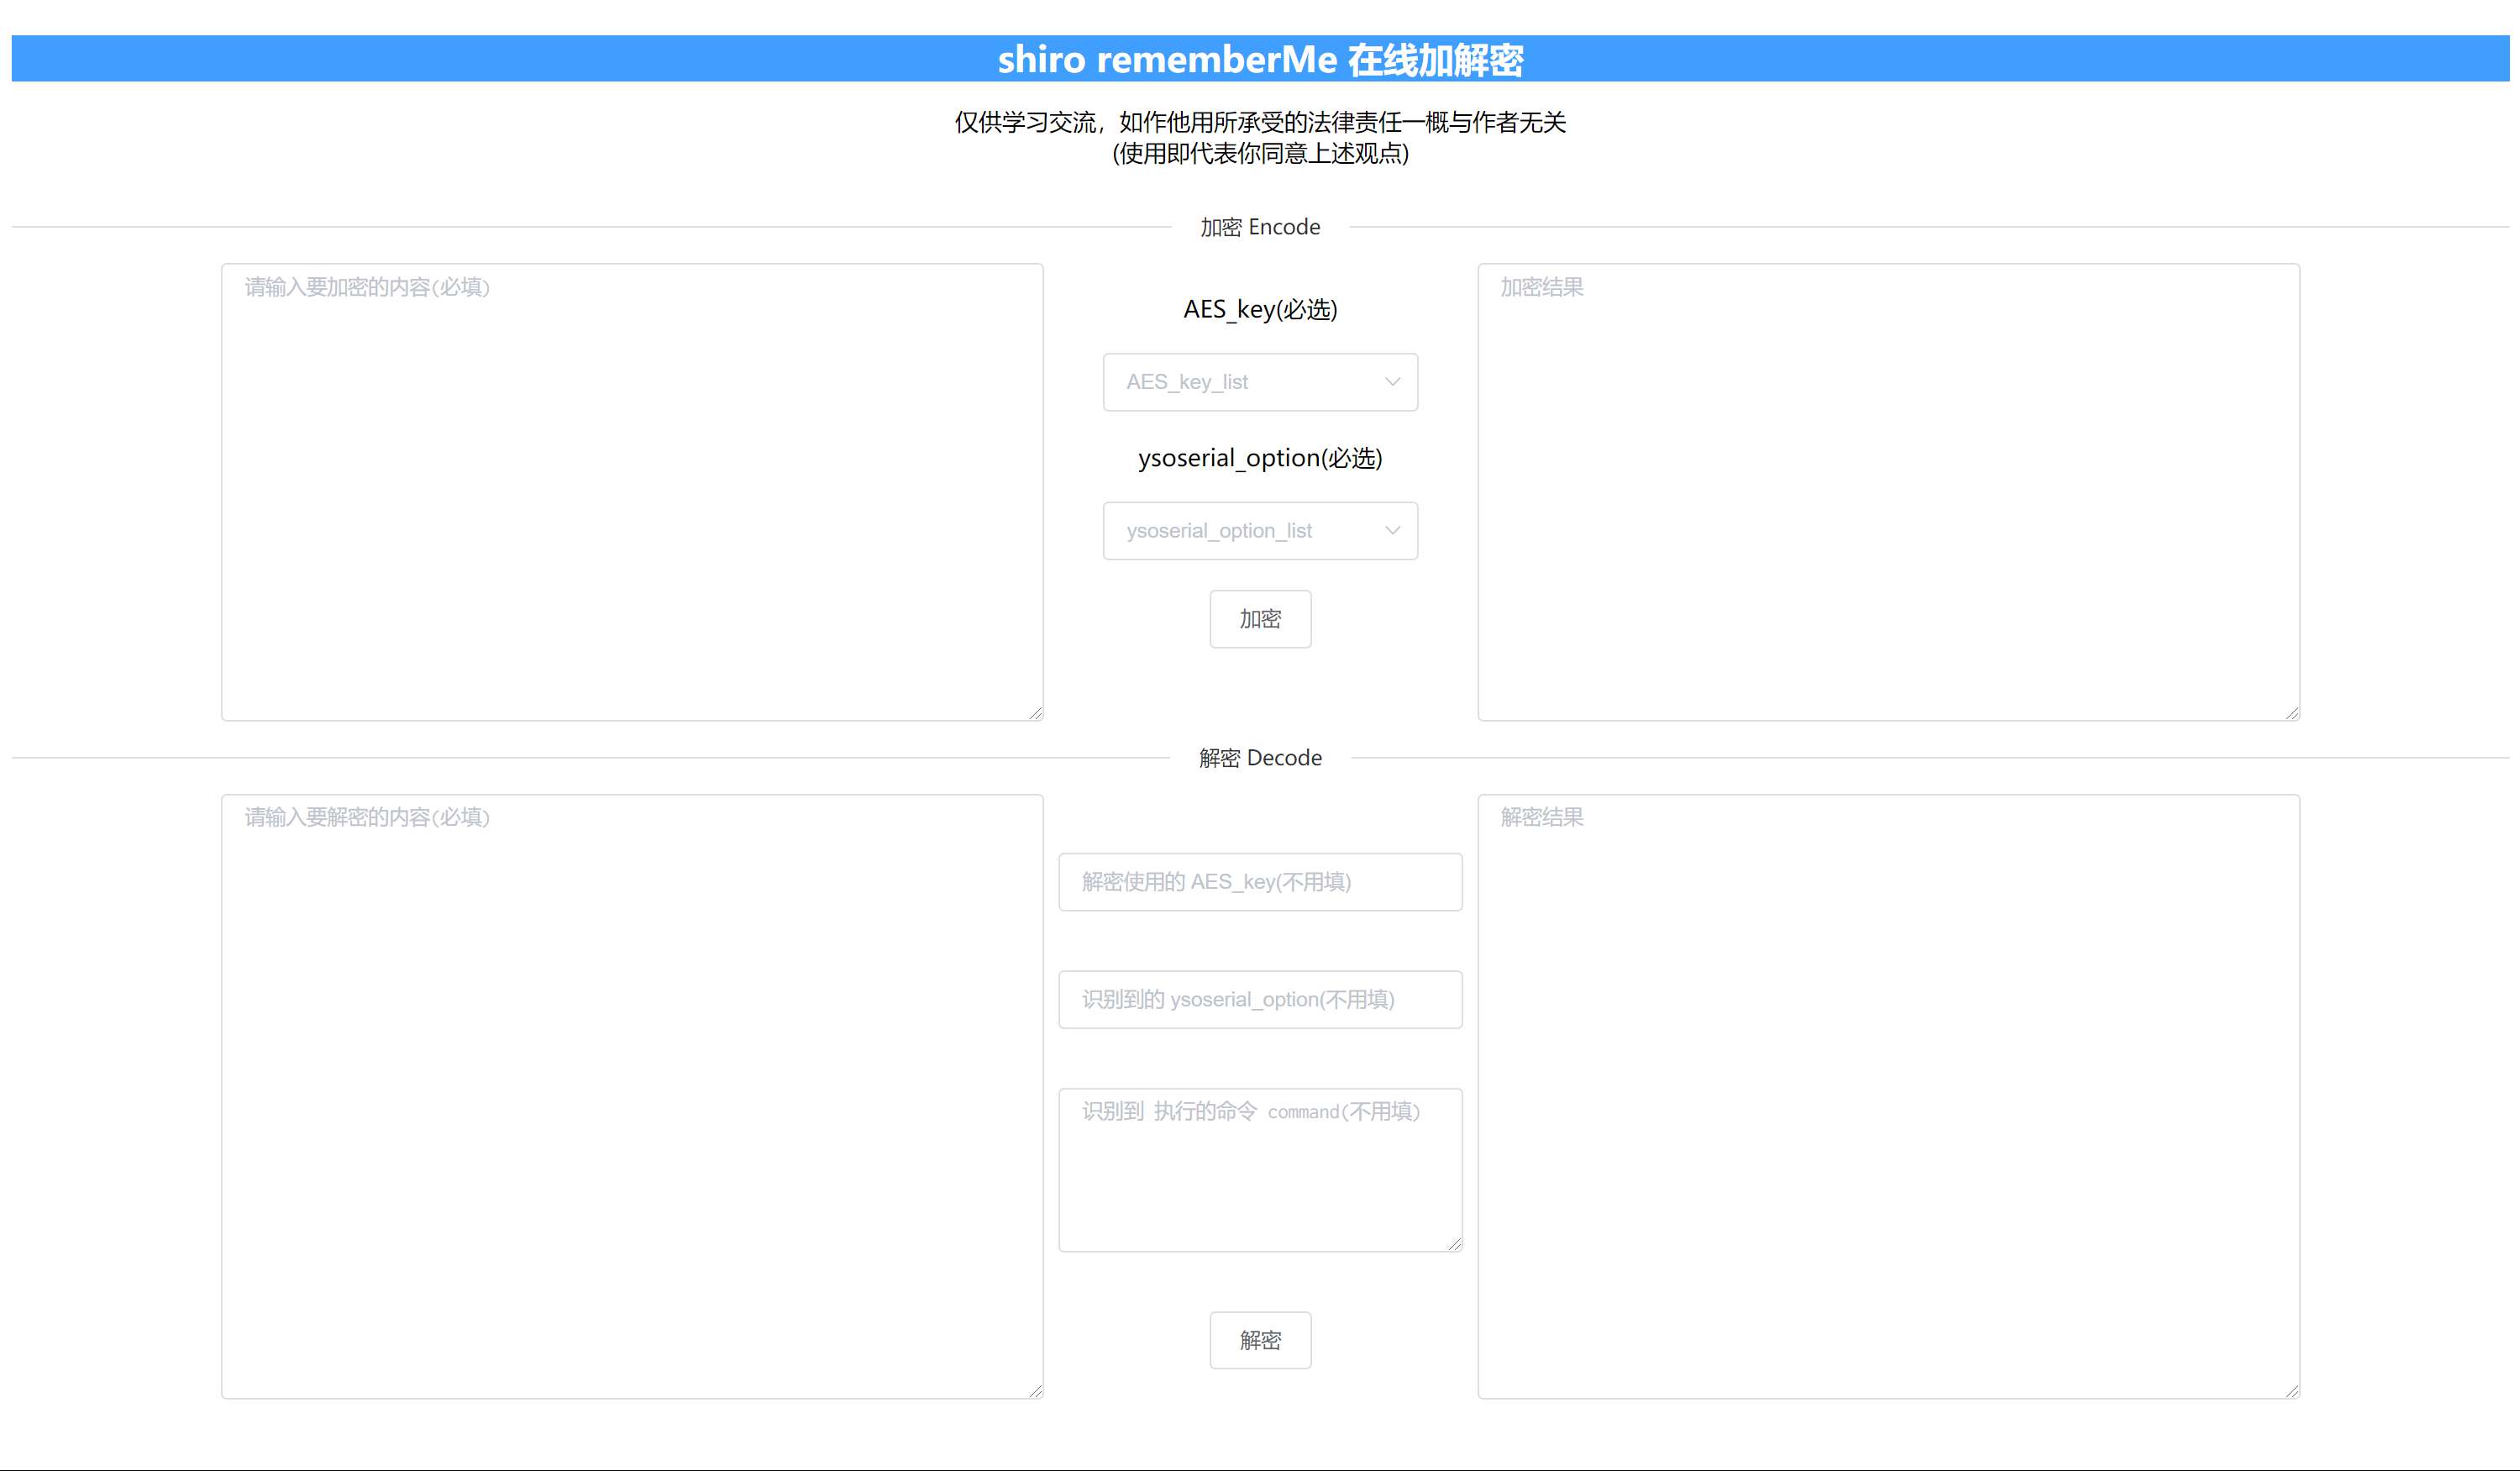 shiro rememberMe 在线加解密
仅供学习交流，如作他用所承受的法律责任一概与作者无关
(使用即代表你同意上述观点)
加密 Encode
请输入要加密的内容(必填)
AES_key(必选)
AES_key_list
ysoserial_option(必选)
ysoserial_option_list
加密
加密结果
解密 Decode
请输入要解密的内容(必填)
解密使用的 AES_key(不用填)
识别到的 ysoserial_option(不用填)
识别到 执行的命令 command(不用填)
解密
解密结果